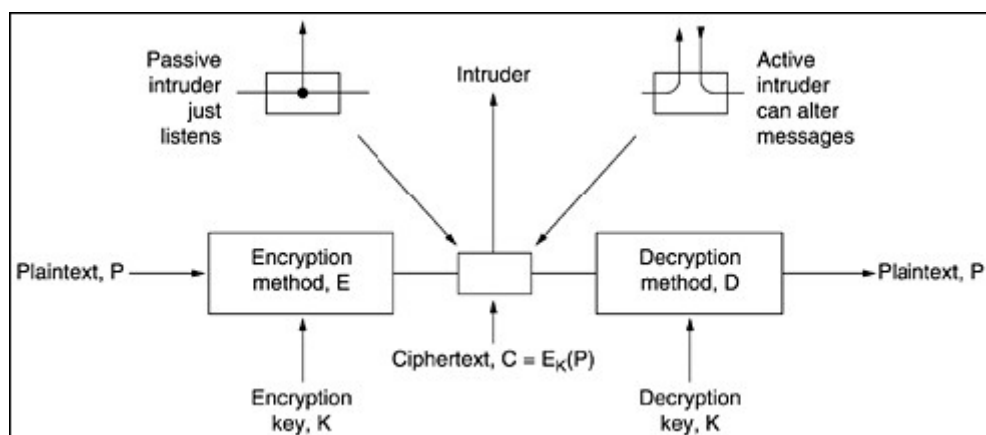 Passive
intruder
just
listens
Intruder
Active
intruder
can alter
messages
Plaintext, P
Encryption
method, E
Decryption
method, D
Plaintext, P
Ciphertext, C = E_K(P)
Encryption
key, K
Decryption
key, K